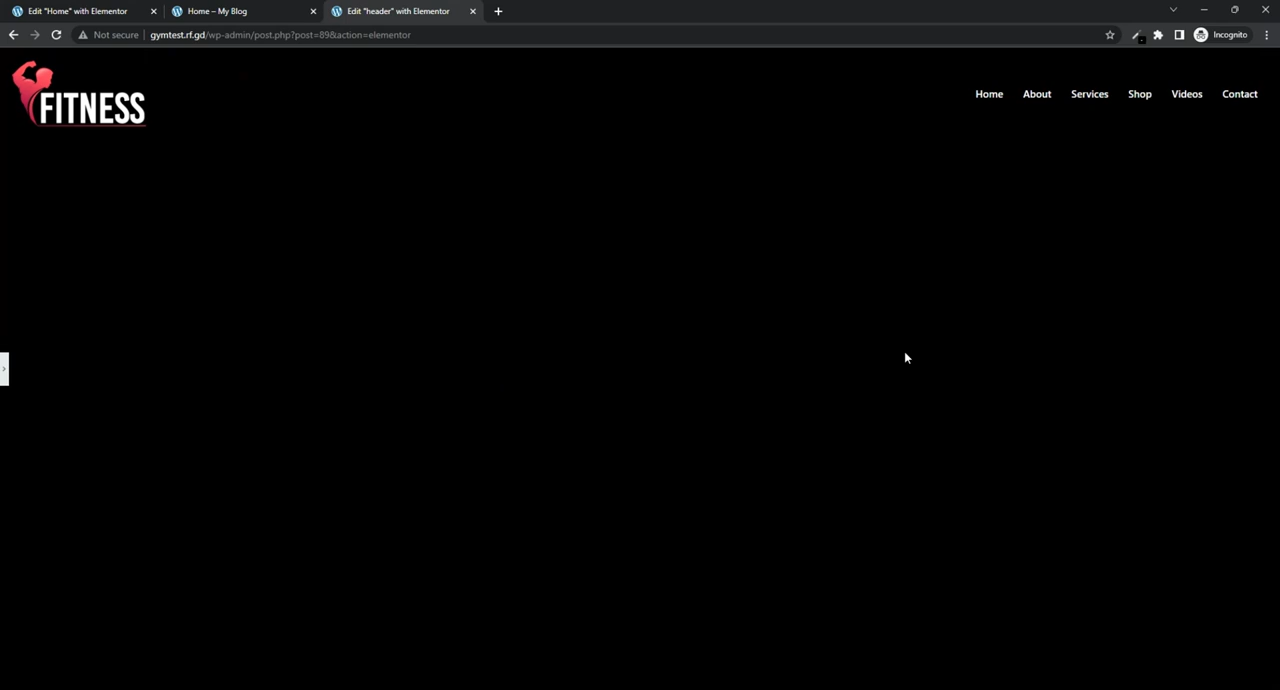 Edit "Home" with Elementor
Home – My Blog
Edit "header" with Elementor
Not secure
gymtest.rf.gd/wp-admin/post.php?post=89&action=elementor
Incognito
FITNESS
Home About Services Shop Videos Contact